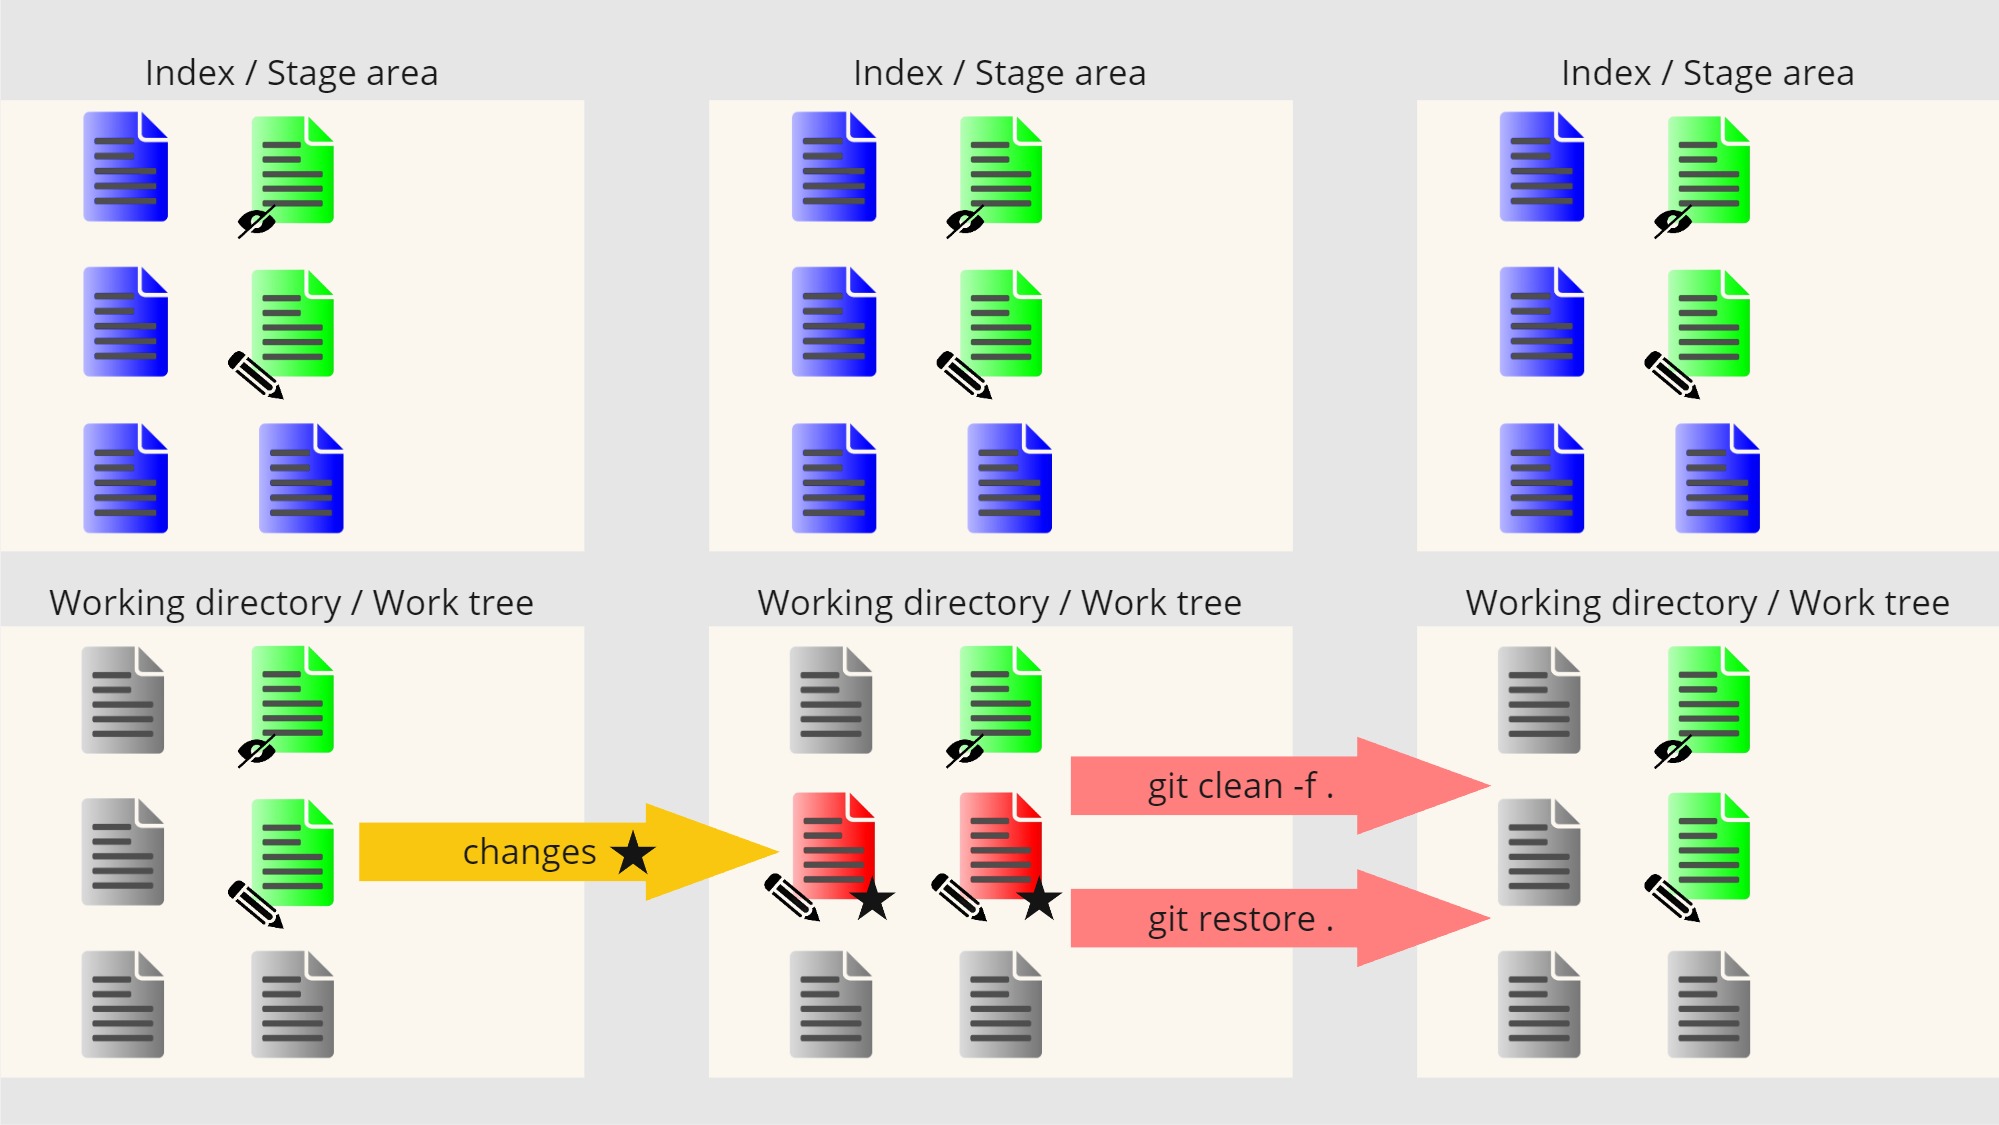 Index / Stage area
Index / Stage area
Index / Stage area
Working directory / Work tree
Working directory / Work tree
Working directory / Work tree
changes
git clean -f .
git restore .